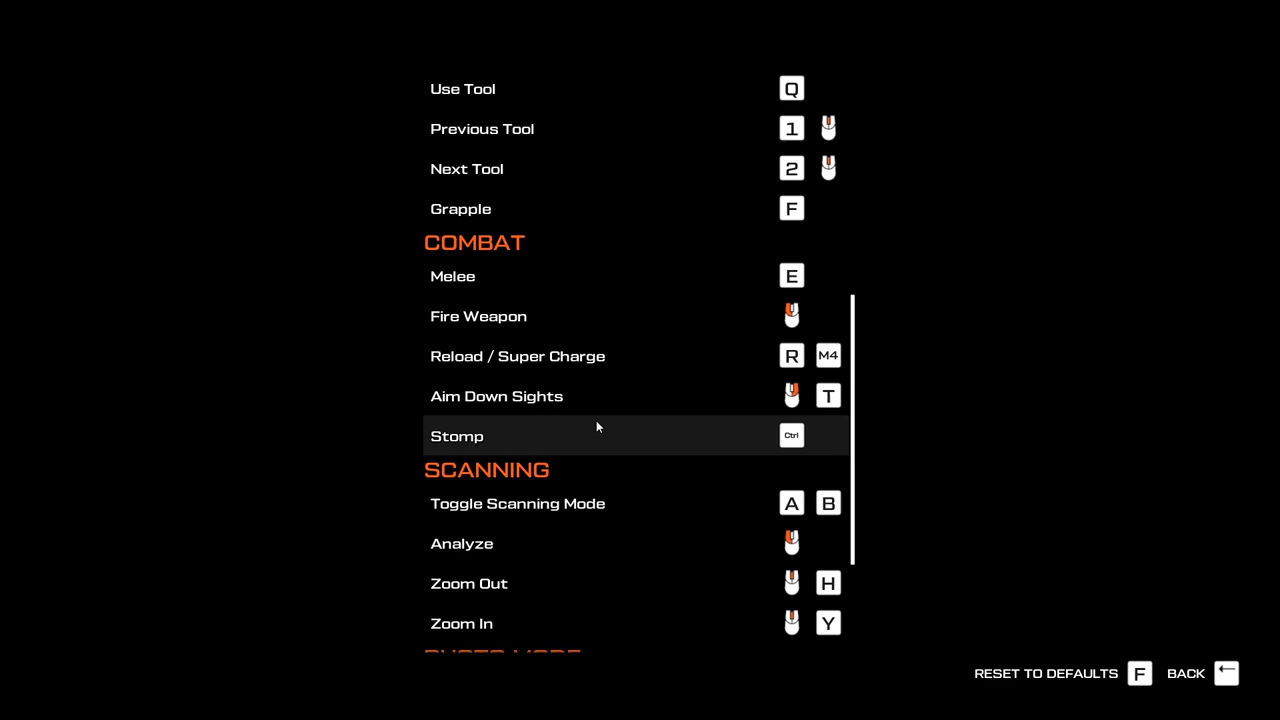 Use Tool Q
Previous Tool 1
Next Tool 2
Grapple F
COMBAT
Melee E
Fire Weapon
Reload / Super Charge R M4
Aim Down Sights T
Stomp Ctrl
SCANNING
Toggle Scanning Mode A B
Analyze
Zoom Out H
Zoom In Y
RESET TO DEFAULTS F BACK ←